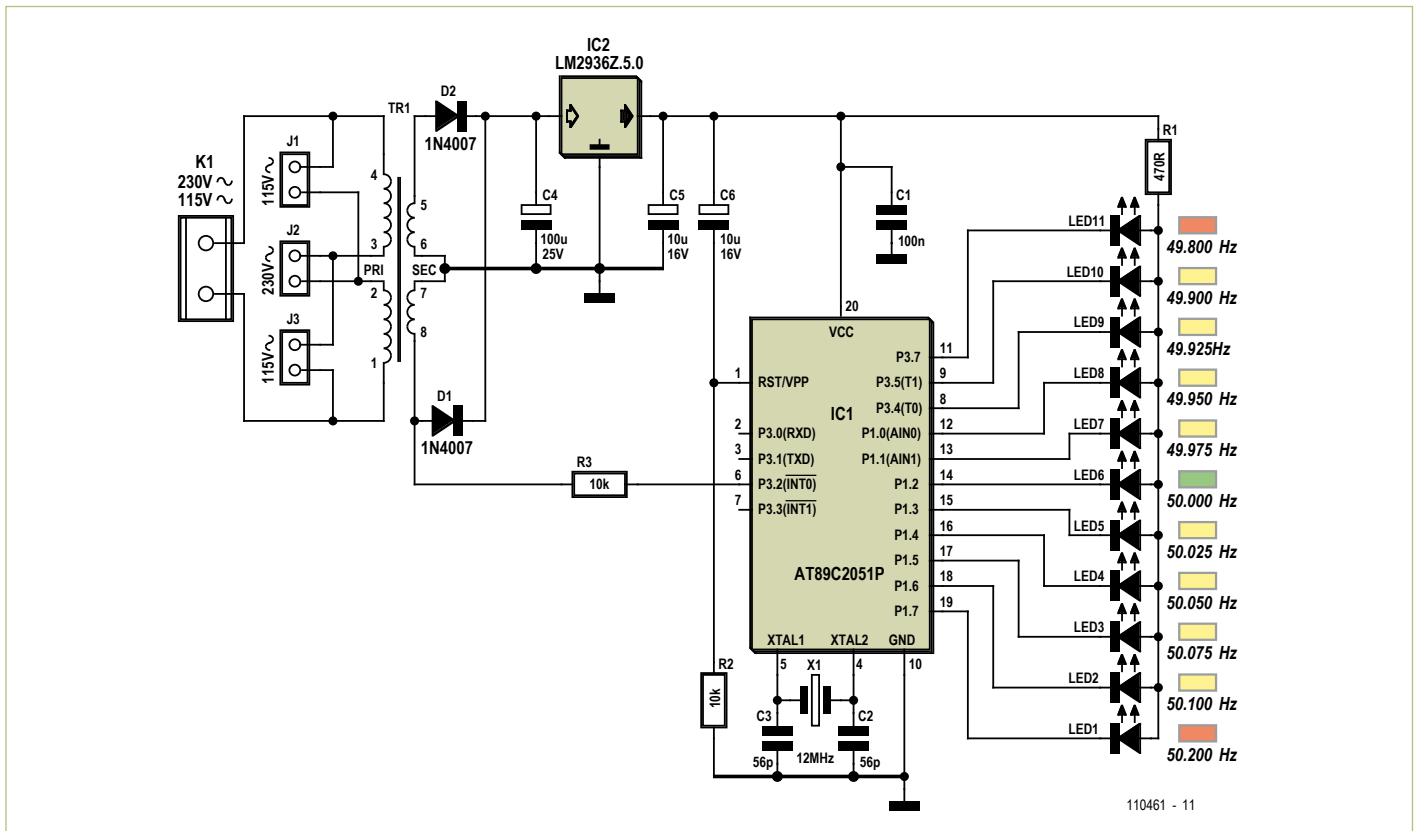 IC2
LM2936Z.5.0
D2
1N4007
TR1
K1
230V ~
115V ~
J1
115V ~
J2
230V ~
J3
115V ~
4
3
PRI
2
1
5
6
SEC
7
8
D1
1N4007
C4
100u
25V
C5
10u
16V
C6
10u
16V
C1
100n
R1
470R
R3
10k
R2
10k
20
VCC
1 RST/VPP
IC1
2 P3.0(RXD)
3 P3.1(TXD)
6 P3.2(INT0)
7 P3.3(INT1)
AT89C2051P
P3.7 11
P3.5(T1) 9
P3.4(T0) 8
P1.0(AIN0) 12
P1.1(AIN1) 13
P1.2 14
P1.3 15
P1.4 16
P1.5 17
P1.6 18
P1.7 19
XTAL1 XTAL2 GND
5 X1 4 10
C3
56p
12MHz
C2
56p
LED11
49.800 Hz
LED10
49.900 Hz
LED9
49.925Hz
LED8
49.950 Hz
LED7
49.975 Hz
LED6
50.000 Hz
LED5
50.025 Hz
LED4
50.050 Hz
LED3
50.075 Hz
LED2
50.100 Hz
LED1
50.200 Hz
110461 - 11